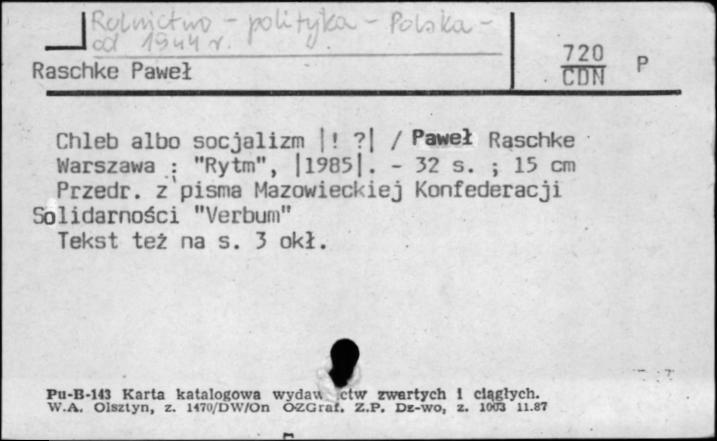 Rolnictwo - polityka - Polska -
od 1944 r.
Raschke Paweł
720
CDN
P
Chleb albo socjalizm |! ?| / Paweł Raschke
Warszawa : "Rytm", |1985|. - 32 s. ; 15 cm
Przedr. z pisma Mazowieckiej Konfederacji
Solidarności "Verbum"
Tekst też na s. 3 okł.
Pu-B-143 Karta katalogowa zwartych i ciągłych.
W.A. Olsztyn, z. 1470/DW/On OZGraf. Z.P. Dz-wo, z. 1003 11.87